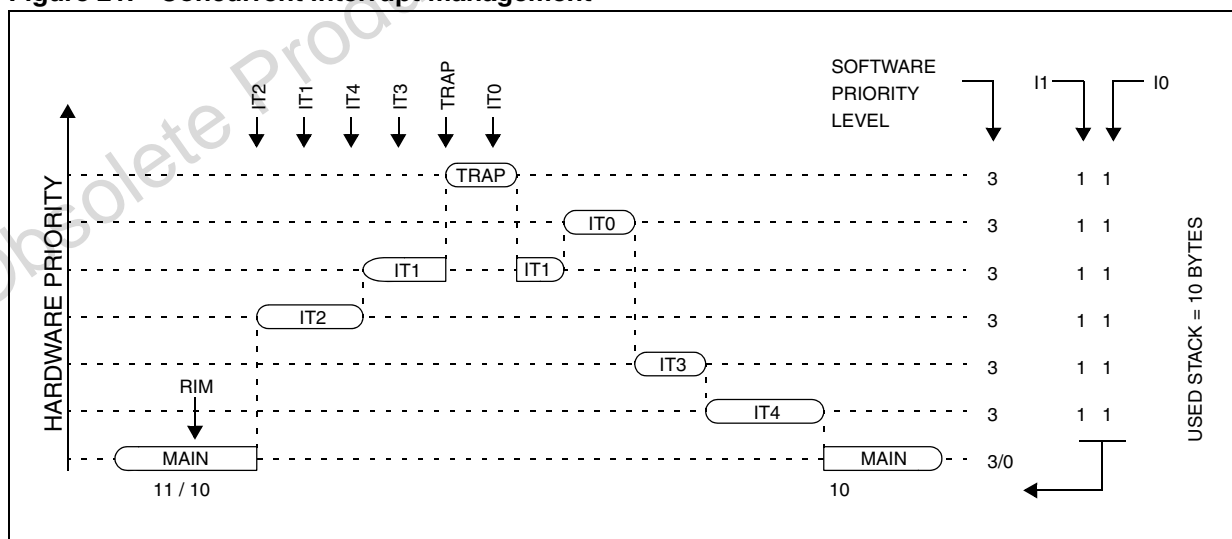 Figure 21. Concurrent Interrupt Management
Obsolete Prod
HARDWARE PRIORITY
IT2
IT1
IT4
IT3
TRAP
IT0
SOFTWARE
PRIORITY
LEVEL
I1
I0
TRAP
3
1 1
IT0
3
1 1
IT1
IT1
3
1 1
IT2
3
1 1
RIM
IT3
3
1 1
IT4
3
1 1
MAIN
MAIN
3/0
11 / 10
10
USED STACK = 10 BYTES